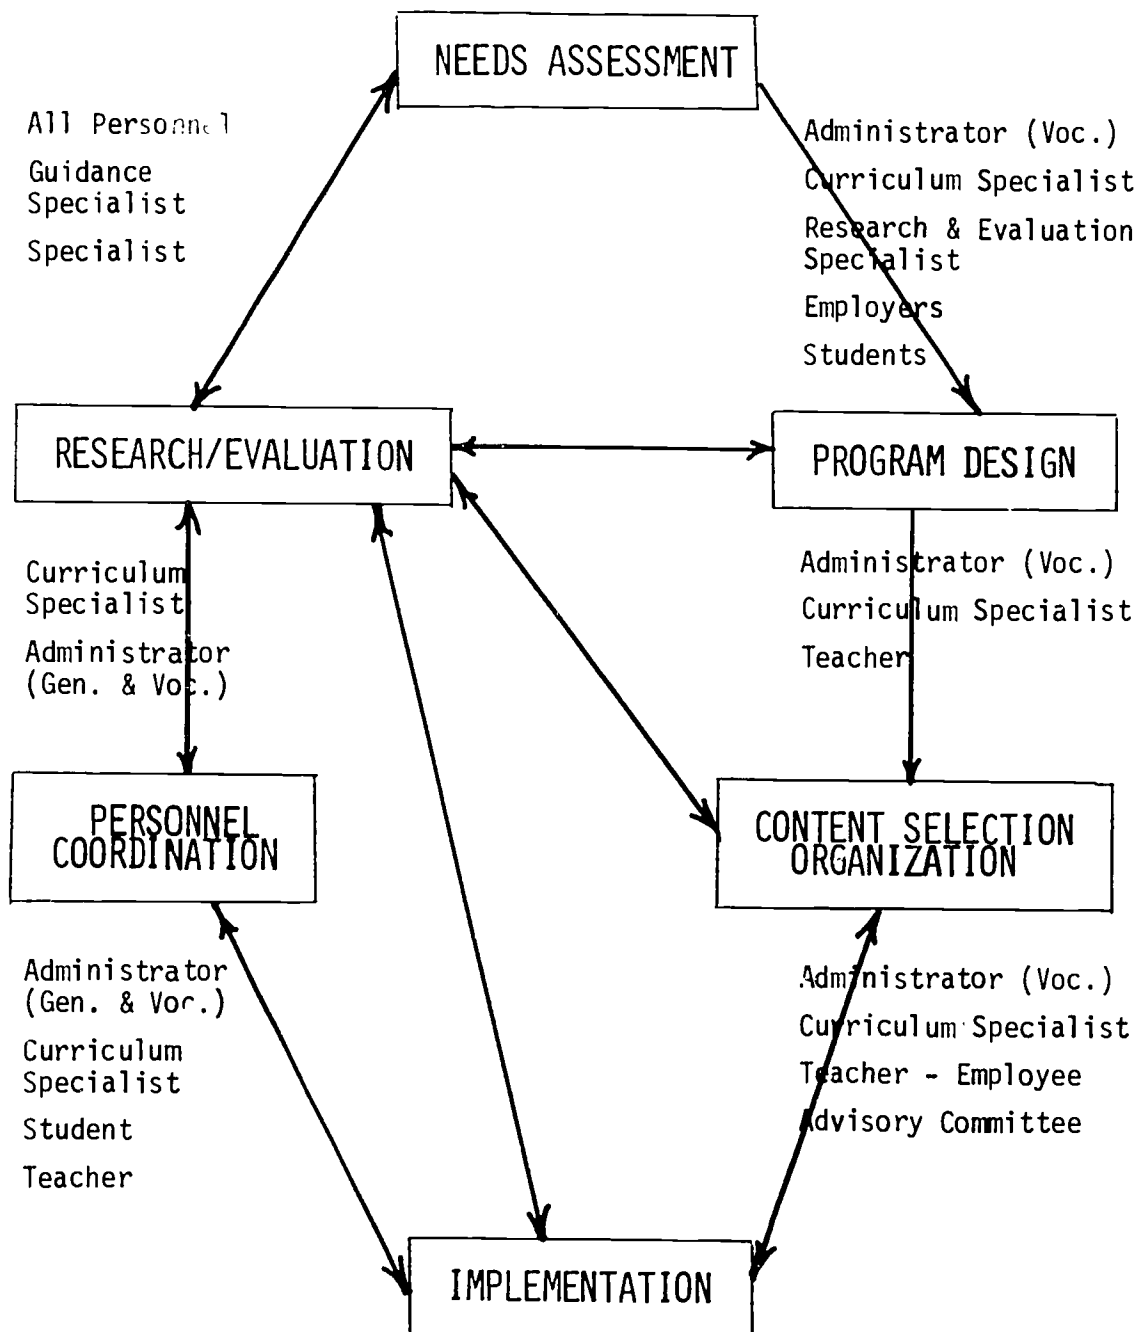 NEEDS ASSESSMENT
All Personnel
Guidance
Specialist
Specialist
Administrator (Voc.)
Curriculum Specialist
Research & Evaluation
Specialist
Employers
Students
RESEARCH/EVALUATION
PROGRAM DESIGN
Curriculum
Specialist
Administrator
(Gen. & Voc.)
Administrator (Voc.)
Curriculum Specialist
Teacher
PERSONNEL
COORDINATION
CONTENT SELECTION
ORGANIZATION
Administrator
(Gen. & Voc.)
Curriculum
Specialist
Student
Teacher
Administrator (Voc.)
Curriculum Specialist
Teacher - Employee
Advisory Committee
IMPLEMENTATION